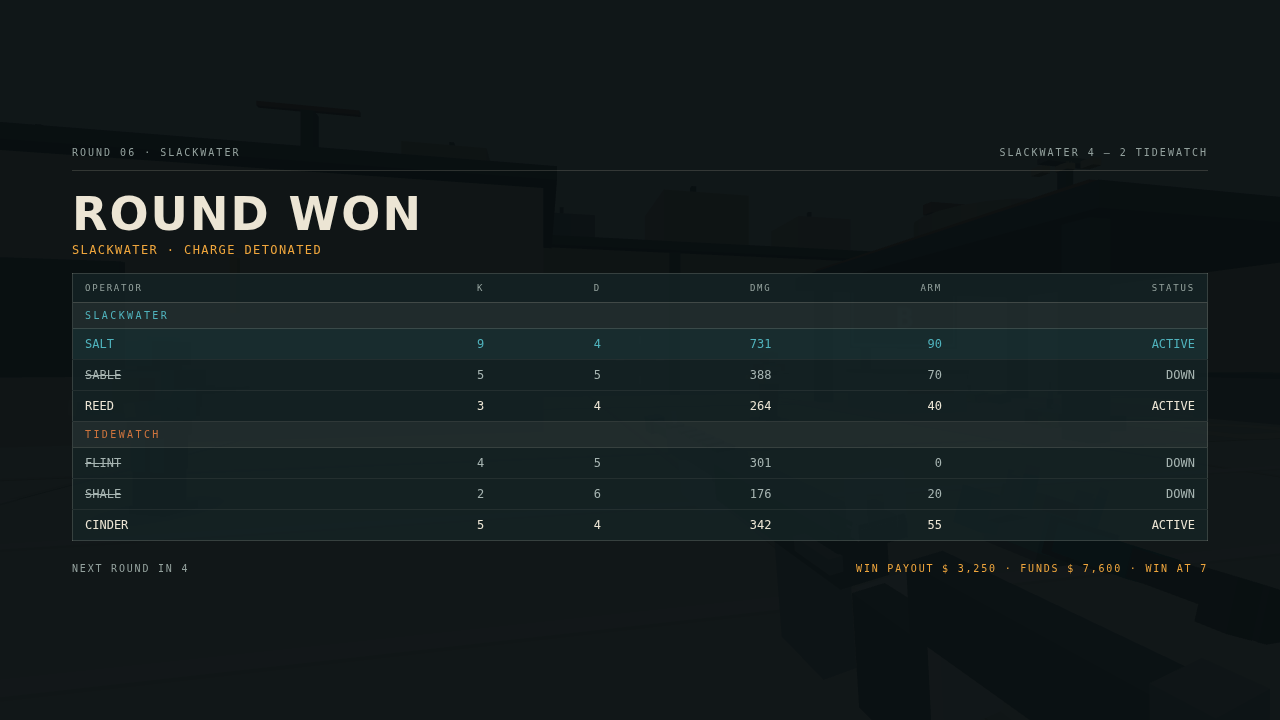 ROUND 06 · SLACKWATER
SLACKWATER 4 — 2 TIDEWATCH
ROUND WON
SLACKWATER · CHARGE DETONATED
OPERATOR K D DMG ARM STATUS
SLACKWATER
SALT 9 4 731 90 ACTIVE
SABLE 5 5 388 70 DOWN
REED 3 4 264 40 ACTIVE
TIDEWATCH
FLINT 4 5 301 0 DOWN
SHALE 2 6 176 20 DOWN
CINDER 5 4 342 55 ACTIVE
NEXT ROUND IN 4
WIN PAYOUT $ 3,250 · FUNDS $ 7,600 · WIN AT 7